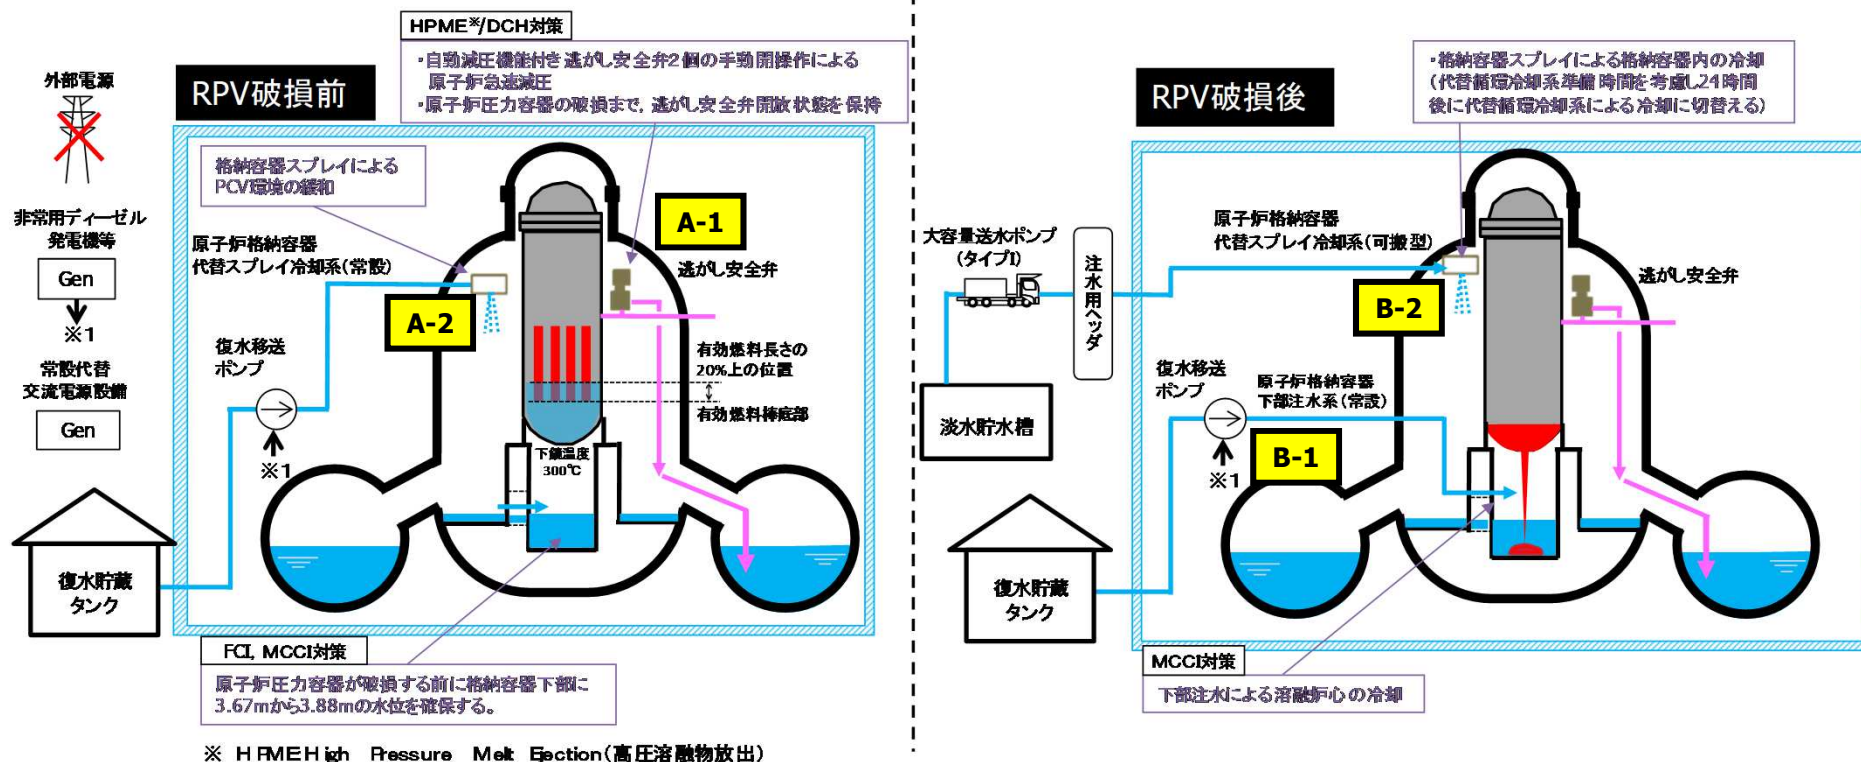 HPME※/DCH対策
・自動減圧機能付き逃がし安全弁2個の手動開操作による
原子炉急速減圧
・原子炉圧力容器の破損まで，逃がし安全弁開放状態を保持
外部電源
RPV破損前
格納容器スプレイによる
PCV環境の緩和
非常用ディーゼル
発電機等
Gen
※1
常設代替
交流電源設備
Gen
原子炉格納容器
代替スプレイ冷却系(常設)
A-1
逃がし安全弁
A-2
復水移送
ポンプ
※1
有効燃料長さの
20%上の位置
有効燃料棒底部
下鏡温度
300℃
復水貯蔵
タンク
FCI, MCCI対策
原子炉圧力容器が破損する前に格納容器下部に
3.67mから3.88mの水位を確保する。
※ HPME:High Pressure Melt Ejection(高圧溶融物放出)
RPV破損後
・格納容器スプレイによる格納容器内の冷却
(代替循環冷却系準備時間を考慮し24時間
後に代替循環冷却系による冷却に切替える)
大容量送水ポンプ
(タイプI)
注水用ヘッダ
原子炉格納容器
代替スプレイ冷却系(可搬型)
逃がし安全弁
B-2
復水移送
ポンプ
原子炉格納容器
下部注水系(常設)
淡水貯水槽
※1
B-1
復水貯蔵
タンク
MCCI対策
下部注水による溶融炉心の冷却